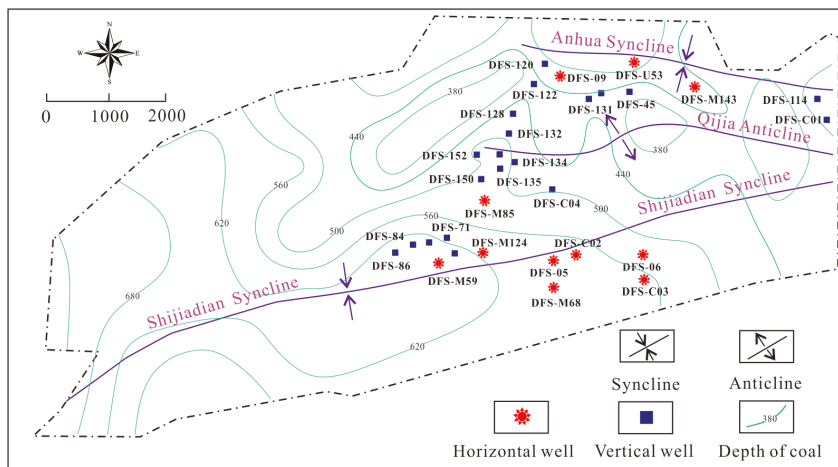 N
W E
S
0 1000 2000
Anhua Syncline
DFS-120
DFS-09
DFS-U53
DFS-122
380
DFS-131
DFS-45
DFS-M143
DFS-114
DFS-C01
DFS-128
DFS-132
440
Qijia Anticline
380
DFS-152
DFS-134
440
DFS-150
DFS-135
560
DFS-C04
Shijiadian Syncline
500
DFS-M85
620
560
500
DFS-84
DFS-71
DFS-M124
DFS-C02
DFS-86
DFS-05
DFS-06
DFS-M59
DFS-C03
DFS-M68
680
Shijiadian Syncline
620
Syncline
Anticline
380
Horizontal well
Vertical well
Depth of coal